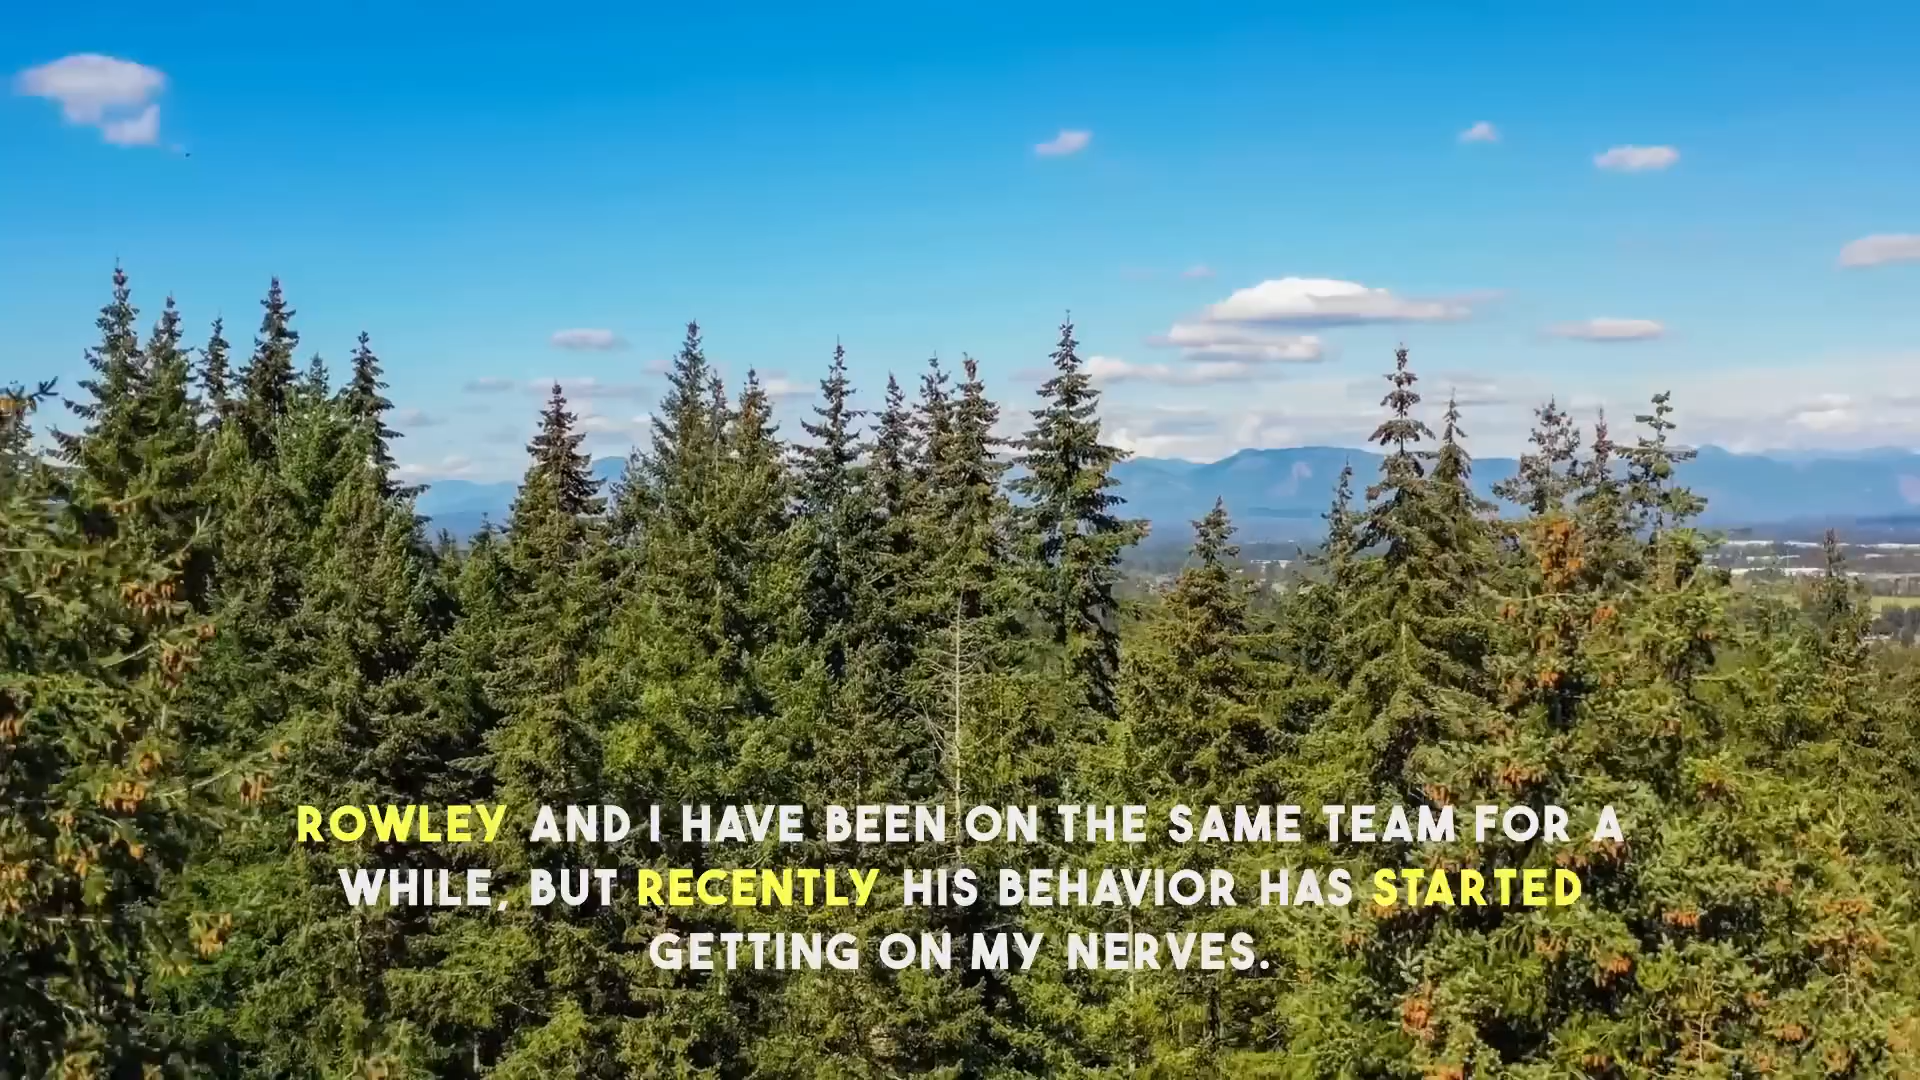 ROWLEY AND I HAVE BEEN ON THE SAME TEAM FOR A
WHILE, BUT RECENTLY HIS BEHAVIOR HAS STARTED
GETTING ON MY NERVES.